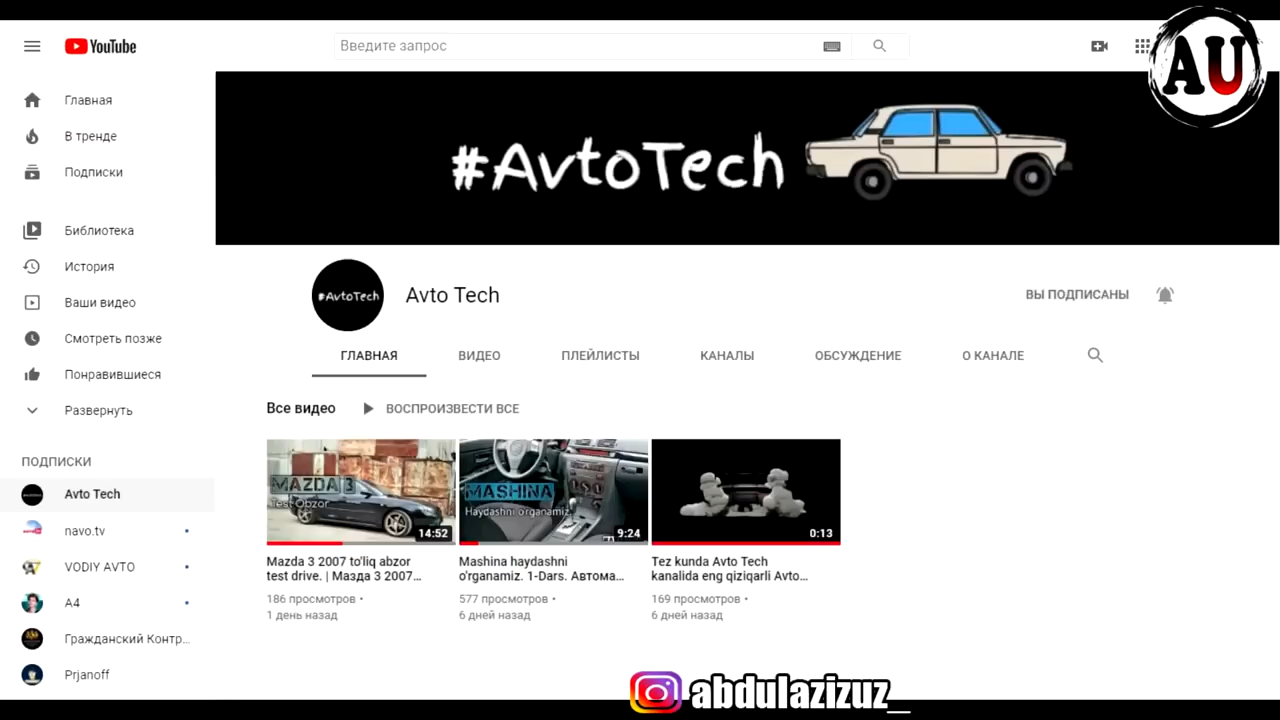 YouTube
Введите запрос
AU
Главная
В тренде
Подписки
Библиотека
История
Ваши видео
Смотреть позже
Понравившиеся
Развернуть
ПОДПИСКИ
Avto Tech
navo.tv
VODIY AVTO
A4
Гражданский Контр...
Prjanoff
#AvtoTech
#AvtoTech
Avto Tech
ВЫ ПОДПИСАНЫ
ГЛАВНАЯ ВИДЕО ПЛЕЙЛИСТЫ КАНАЛЫ ОБСУЖДЕНИЕ О КАНАЛЕ
Все видео ВОСПРОИЗВЕСТИ ВСЕ
MAZDA 3
Test Obzor
14:52
Mazda 3 2007 to'liq abzor
test drive. | Мазда 3 2007...
186 просмотров •
1 день назад
MASHINA
Haydashni organamiz.
9:24
Mashina haydashni
o'rganamiz. 1-Dars. Автома...
577 просмотров •
6 дней назад
0:13
Tez kunda Avto Tech
kanalida eng qiziqarli Avto...
169 просмотров •
6 дней назад
abdulazizuz_